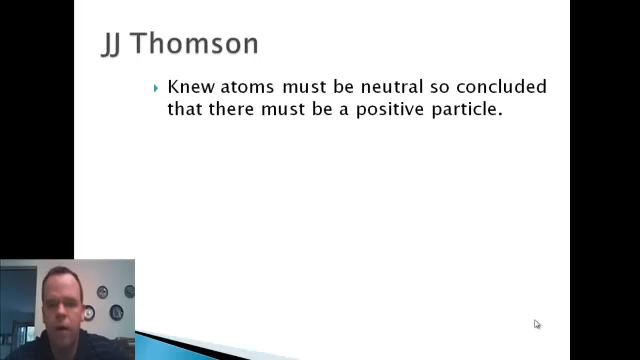 JJ Thomson
Knew atoms must be neutral so concluded
that there must be a positive particle.